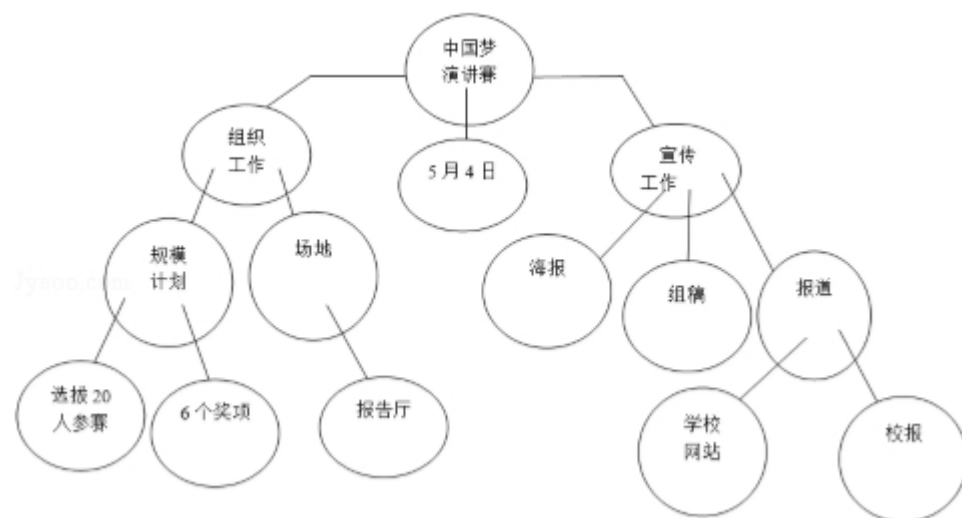 中国梦
演讲赛
组织
工作
5月4日
宣传
工作
规模
计划
场地
海报
组稿
报道
选拔20
人参赛
6个奖项
报告厅
学校
网站
校报